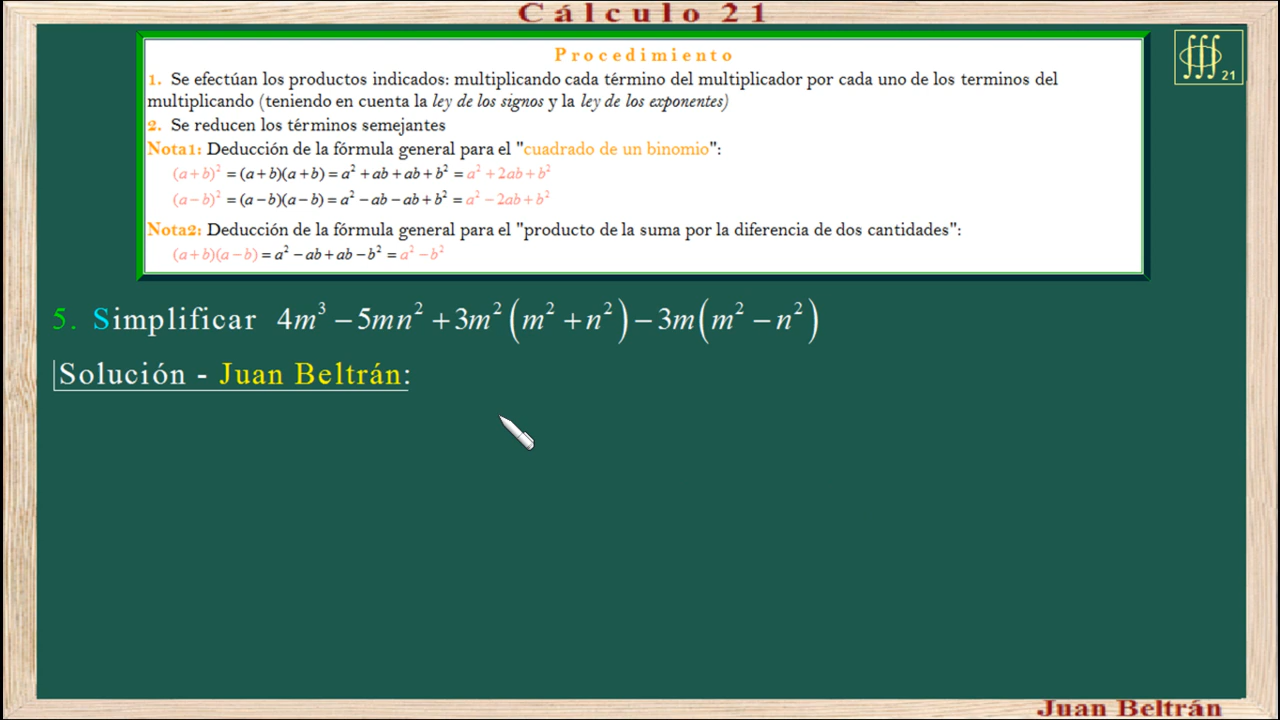 Cálculo 21
Procedimiento
1. Se efectúan los productos indicados: multiplicando cada término del multiplicador por cada uno de los terminos del
multiplicando (teniendo en cuenta la ley de los signos y la ley de los exponentes)
2. Se reducen los términos semejantes
Nota1: Deducción de la fórmula general para el "cuadrado de un binomio":
(a+b)² = (a+b)(a+b) = a² + ab + ab + b² = a² + 2ab + b²
(a−b)² = (a−b)(a−b) = a² − ab − ab + b² = a² − 2ab + b²
Nota2: Deducción de la fórmula general para el "producto de la suma por la diferencia de dos cantidades":
(a+b)(a−b) = a² − ab + ab − b² = a² − b²
∫∫∫ 21
5. Simplificar 4m³ − 5mn² + 3m²(m² + n²) − 3m(m² − n²)
Solución - Juan Beltrán:
Juan Beltrán